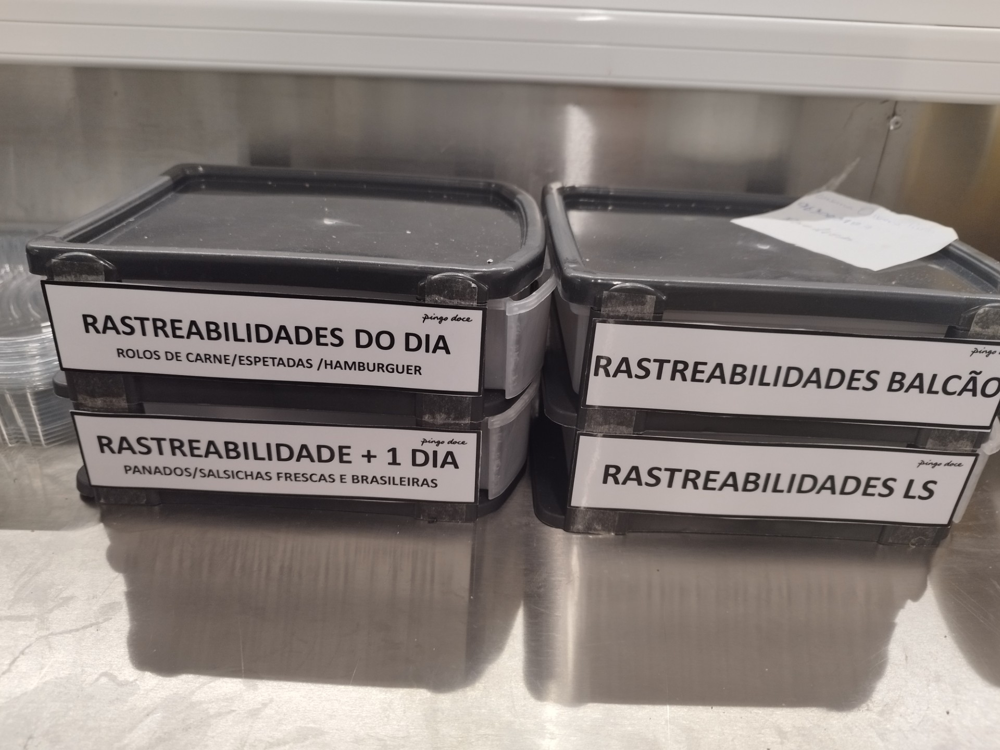 pingo doce
RASTREABILIDADES DO DIA
ROLOS DE CARNE/ESPETADAS /HAMBURGUER
pingo doce
RASTREABILIDADE + 1 DIA
PANADOS/SALSICHAS FRESCAS E BRASILEIRAS
pingo
RASTREABILIDADES BALCÃO
pingo doce
RASTREABILIDADES LS